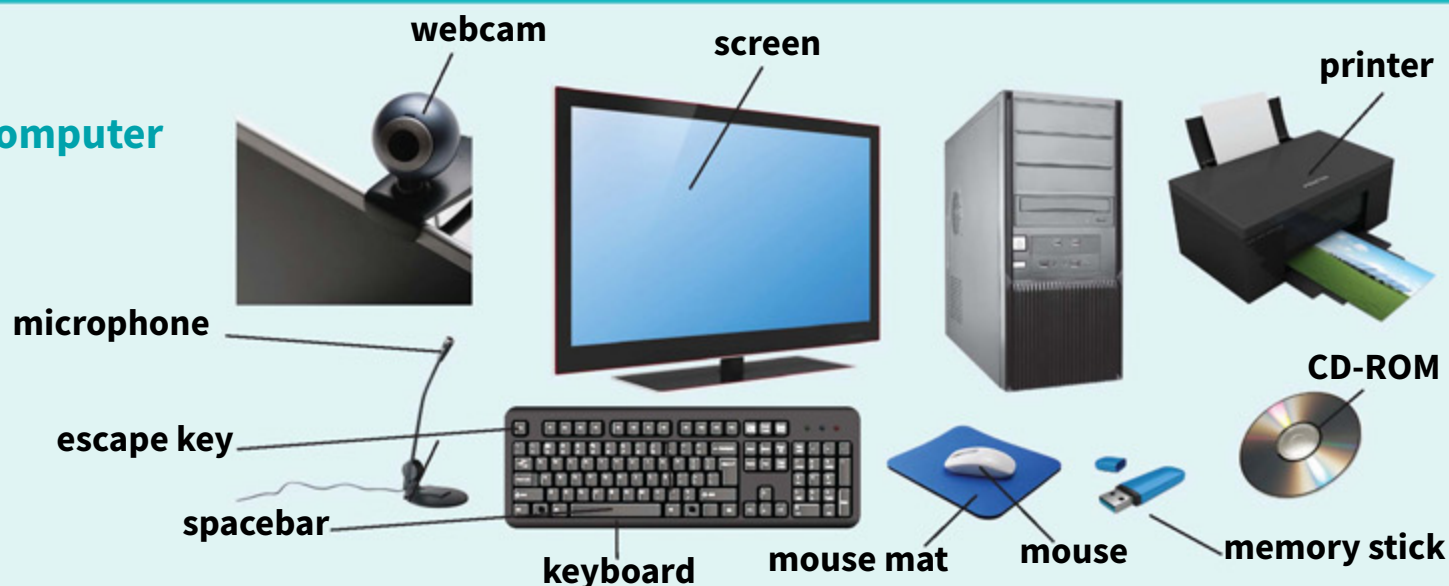 webcam
screen
printer
omputer
microphone
CD-ROM
escape key
spacebar
keyboard
mouse mat
mouse
memory stick